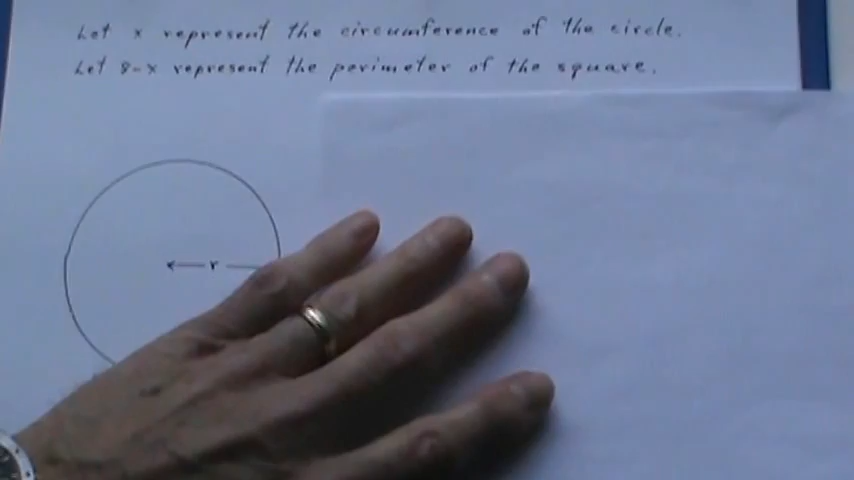 Let x represent the circumference of the circle.
Let 8-x represent the perimeter of the square.
r